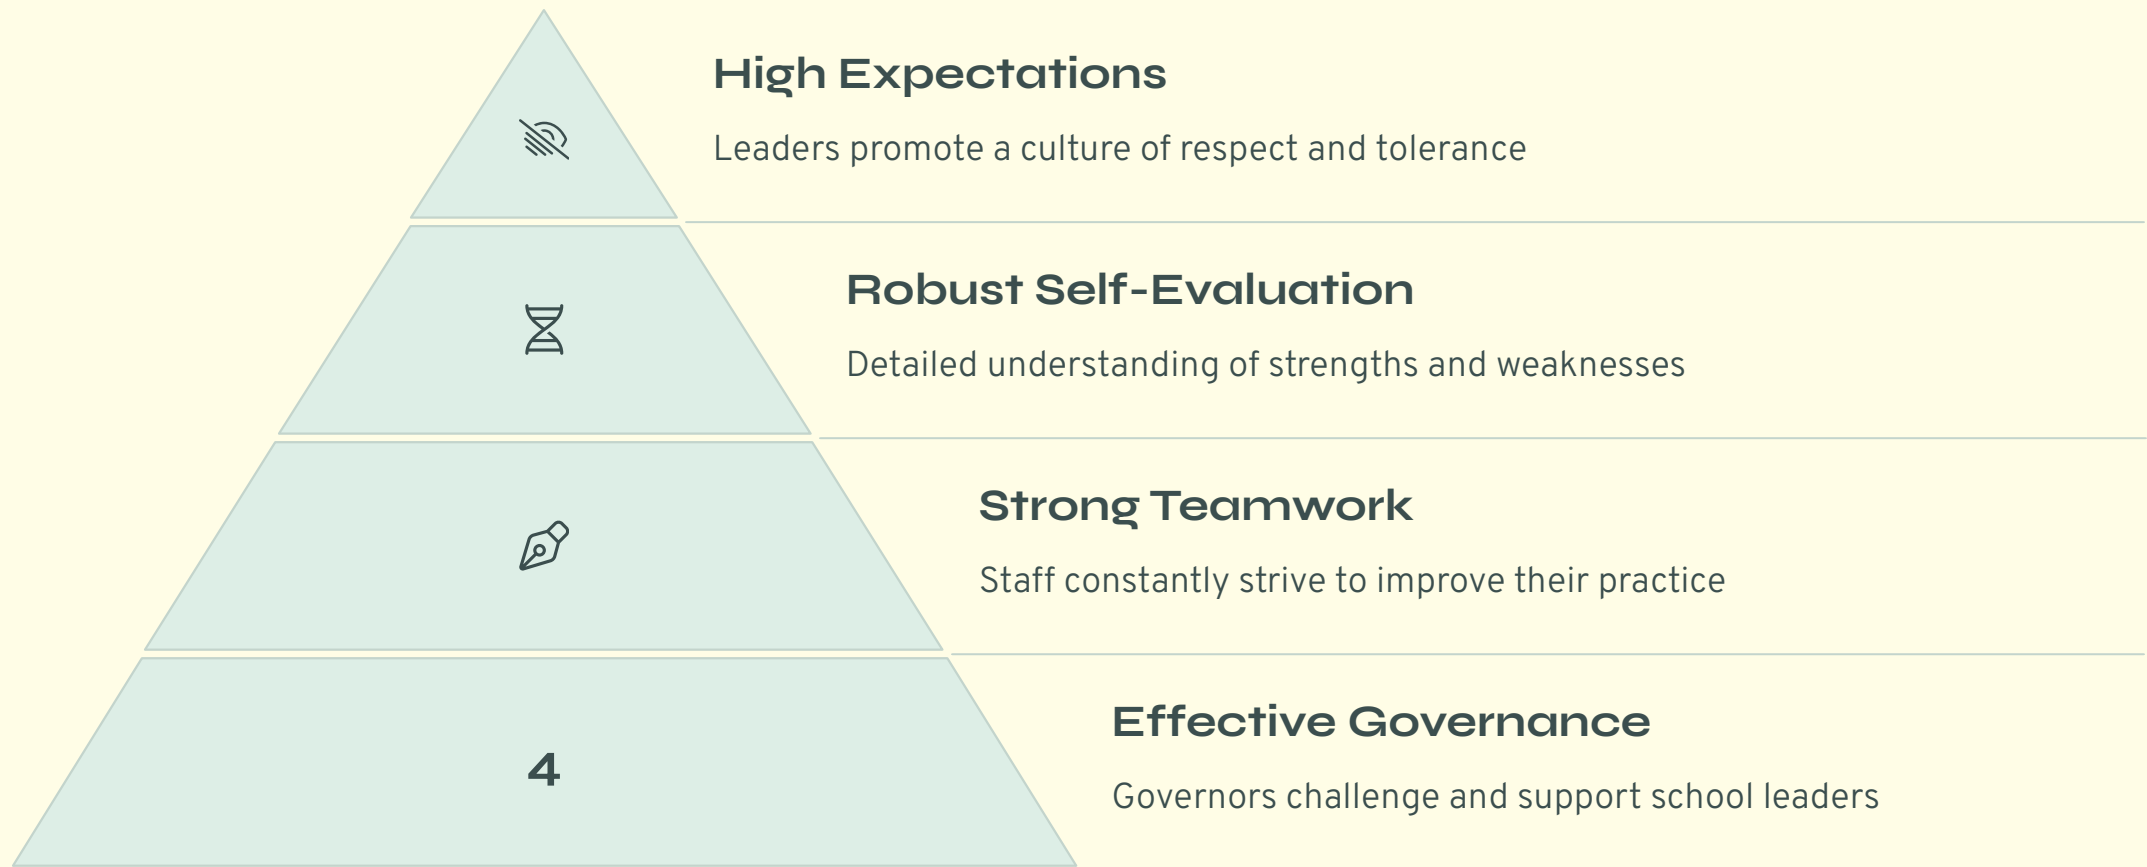 High Expectations
Leaders promote a culture of respect and tolerance
Robust Self-Evaluation
Detailed understanding of strengths and weaknesses
Strong Teamwork
Staff constantly strive to improve their practice
4
Effective Governance
Governors challenge and support school leaders